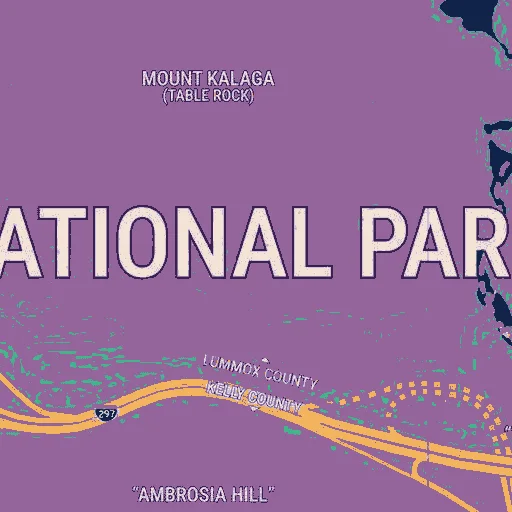 MOUNT KALAGA
(TABLE ROCK)
ATIONAL PAR
LUMMOX COUNTY
KELLY COUNTY
297
"AMBROSIA HILL"